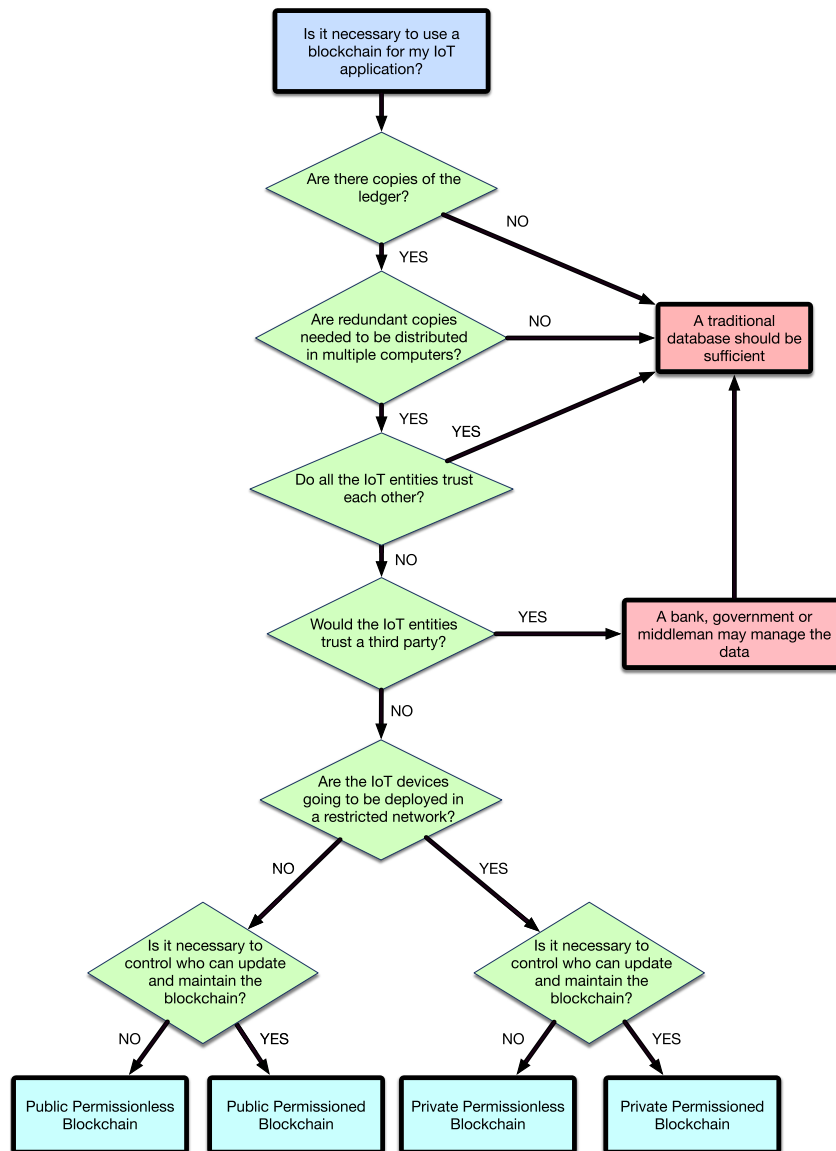 Is it necessary to use a
blockchain for my IoT
application?
Are there copies of the
ledger?
NO
YES
Are redundant copies
needed to be distributed
in multiple computers?
NO
A traditional
database should be
sufficient
YES
YES
Do all the IoT entities trust
each other?
NO
Would the IoT entities
trust a third party?
YES
A bank, government or
middleman may manage the
data
NO
Are the IoT devices
going to be deployed in
a restricted network?
NO
YES
Is it necessary to
control who can update
and maintain the
blockchain?
Is it necessary to
control who can update
and maintain the
blockchain?
NO
YES
NO
YES
Public Permissionless
Blockchain
Public Permissioned
Blockchain
Private Permissionless
Blockchain
Private Permissioned
Blockchain